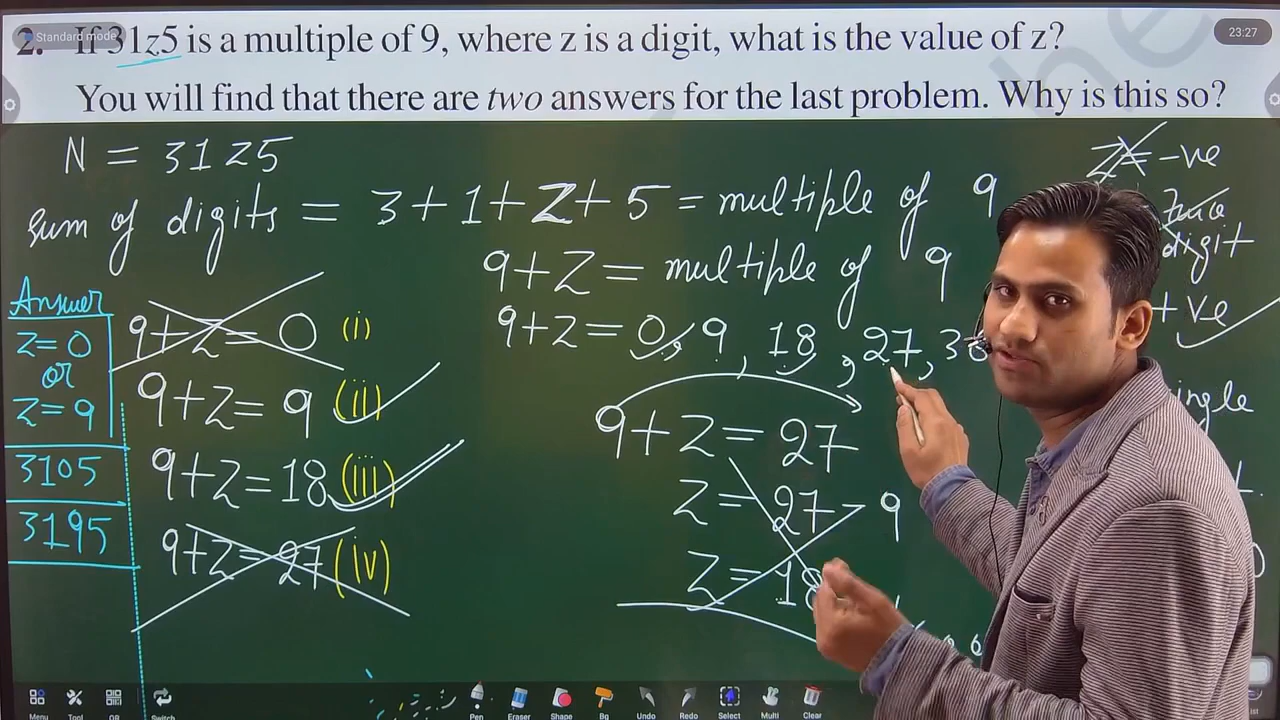 2. If 31z5 is a multiple of 9, where z is a digit, what is the value of z?
Standard mode
23:27
You will find that there are two answers for the last problem. Why is this so?
N = 31Z5
Sum of digits = 3+1+Z+5 = multiple of 9
9+Z = multiple of 9
9+Z = 0, 9, 18, 27, 36
Z = -ve
digit
+ve
Answer
Z=0
or
Z=9
3105
3195
9+Z=0 (i)
9+Z=9 (ii)
9+Z=18 (iii)
9+Z=27 (iv)
9+Z=27
Z=27-9
Z=18
Menu
Tool
QR
Switch
Pen
Eraser
Shape
Bg
Undo
Redo
Select
Multi
Clear